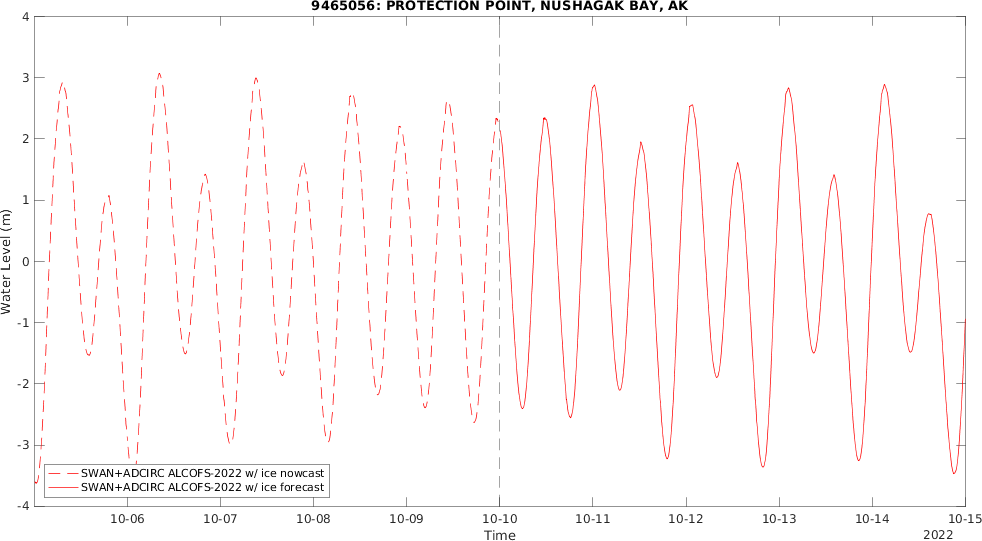 9465056: PROTECTION POINT, NUSHAGAK BAY, AK
Water Level (m)
4
3
2
1
0
-1
-2
-3
-4
SWAN+ADCIRC ALCOFS-2022 w/ ice nowcast
SWAN+ADCIRC ALCOFS-2022 w/ ice forecast
10-06 10-07 10-08 10-09 10-10 10-11 10-12 10-13 10-14 10-15
Time
2022